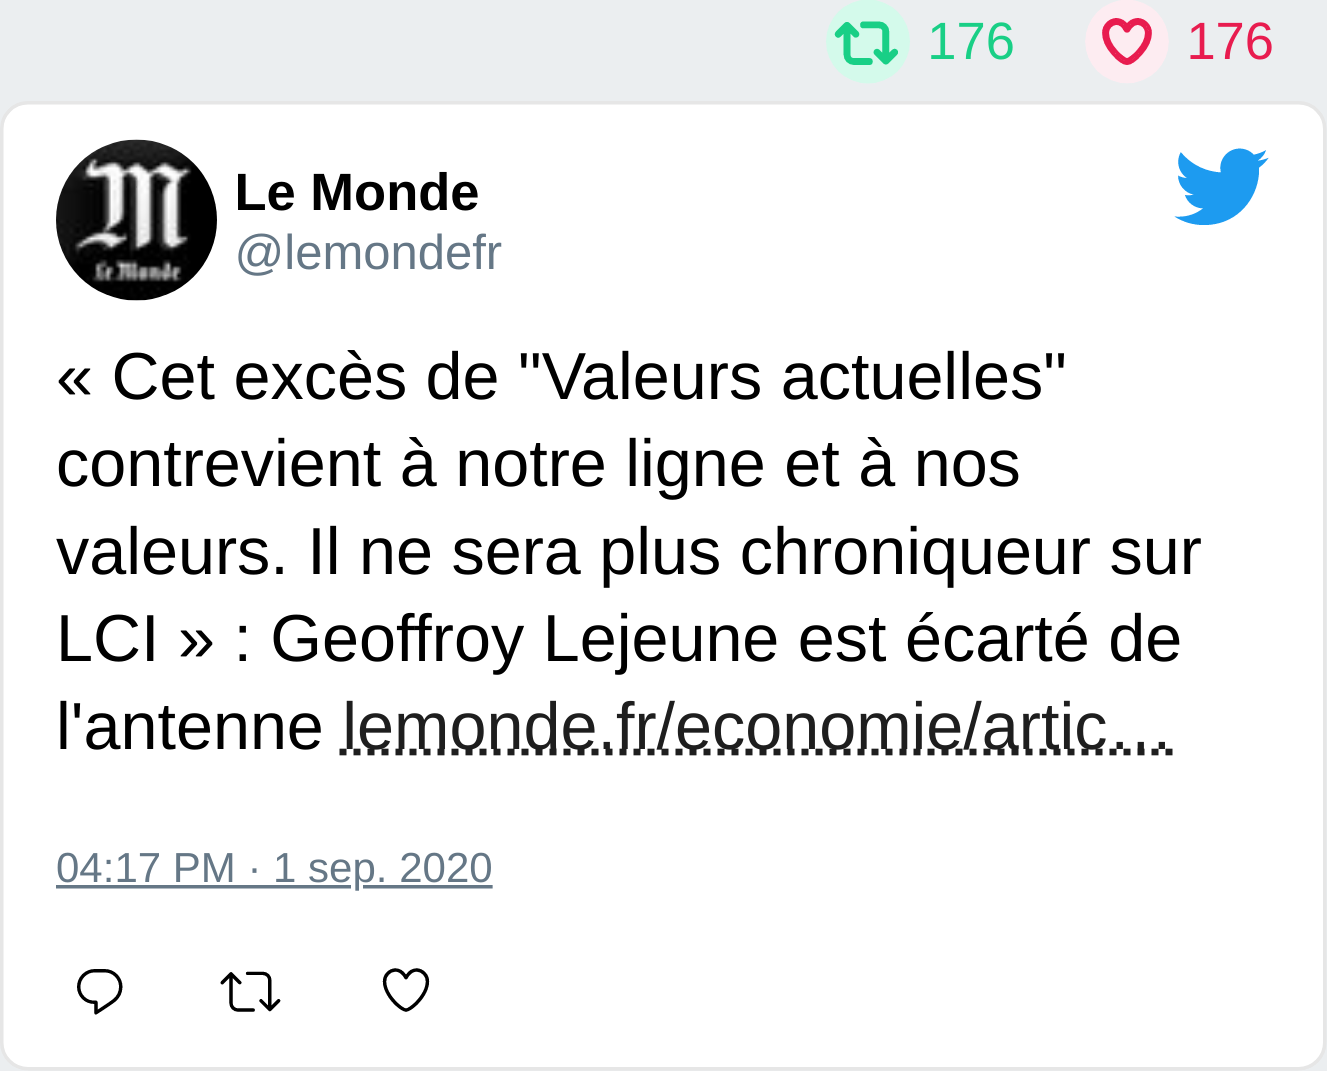 176 176
Le Monde
Le Monde
@lemondefr
« Cet excès de "Valeurs actuelles"
contrevient à notre ligne et à nos
valeurs. Il ne sera plus chroniqueur sur
LCI » : Geoffroy Lejeune est écarté de
l'antenne lemonde.fr/economie/artic…
04:17 PM · 1 sep. 2020